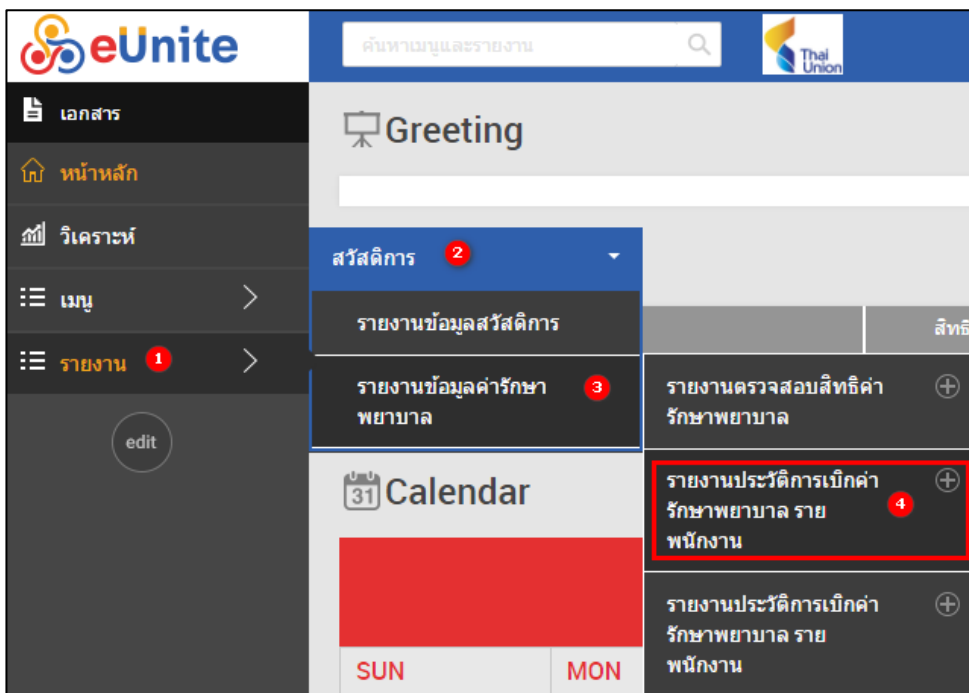 eUnite
ค้นหาเมนูและรายงาน
Thai
Union
เอกสาร
หน้าหลัก
วิเคราะห์
เมนู
รายงาน 1
edit
Greeting
สวัสดิการ 2
รายงานข้อมูลสวัสดิการ
สิทธิ
รายงานข้อมูลค่ารักษา
พยาบาล
3
รายงานตรวจสอบสิทธิค่า
รักษาพยาบาล
รายงานประวัติการเบิกค่า
รักษาพยาบาล ราย
พนักงาน
4
รายงานประวัติการเบิกค่า
รักษาพยาบาล ราย
พนักงาน
31
Calendar
SUN
MON